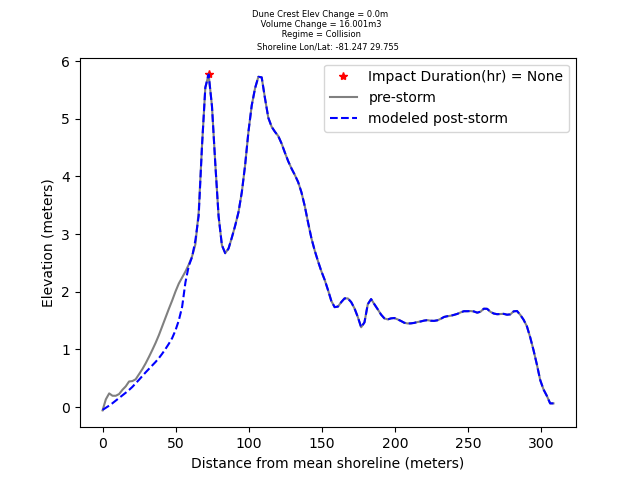 Dune Crest Elev Change = 0.0m
Volume Change = 16.001m3
Regime = Collision
Shoreline Lon/Lat: -81.247 29.755
Impact Duration(hr) = None
pre-storm
modeled post-storm
Elevation (meters)
6
5
4
3
2
1
0
0 50 100 150 200 250 300
Distance from mean shoreline (meters)